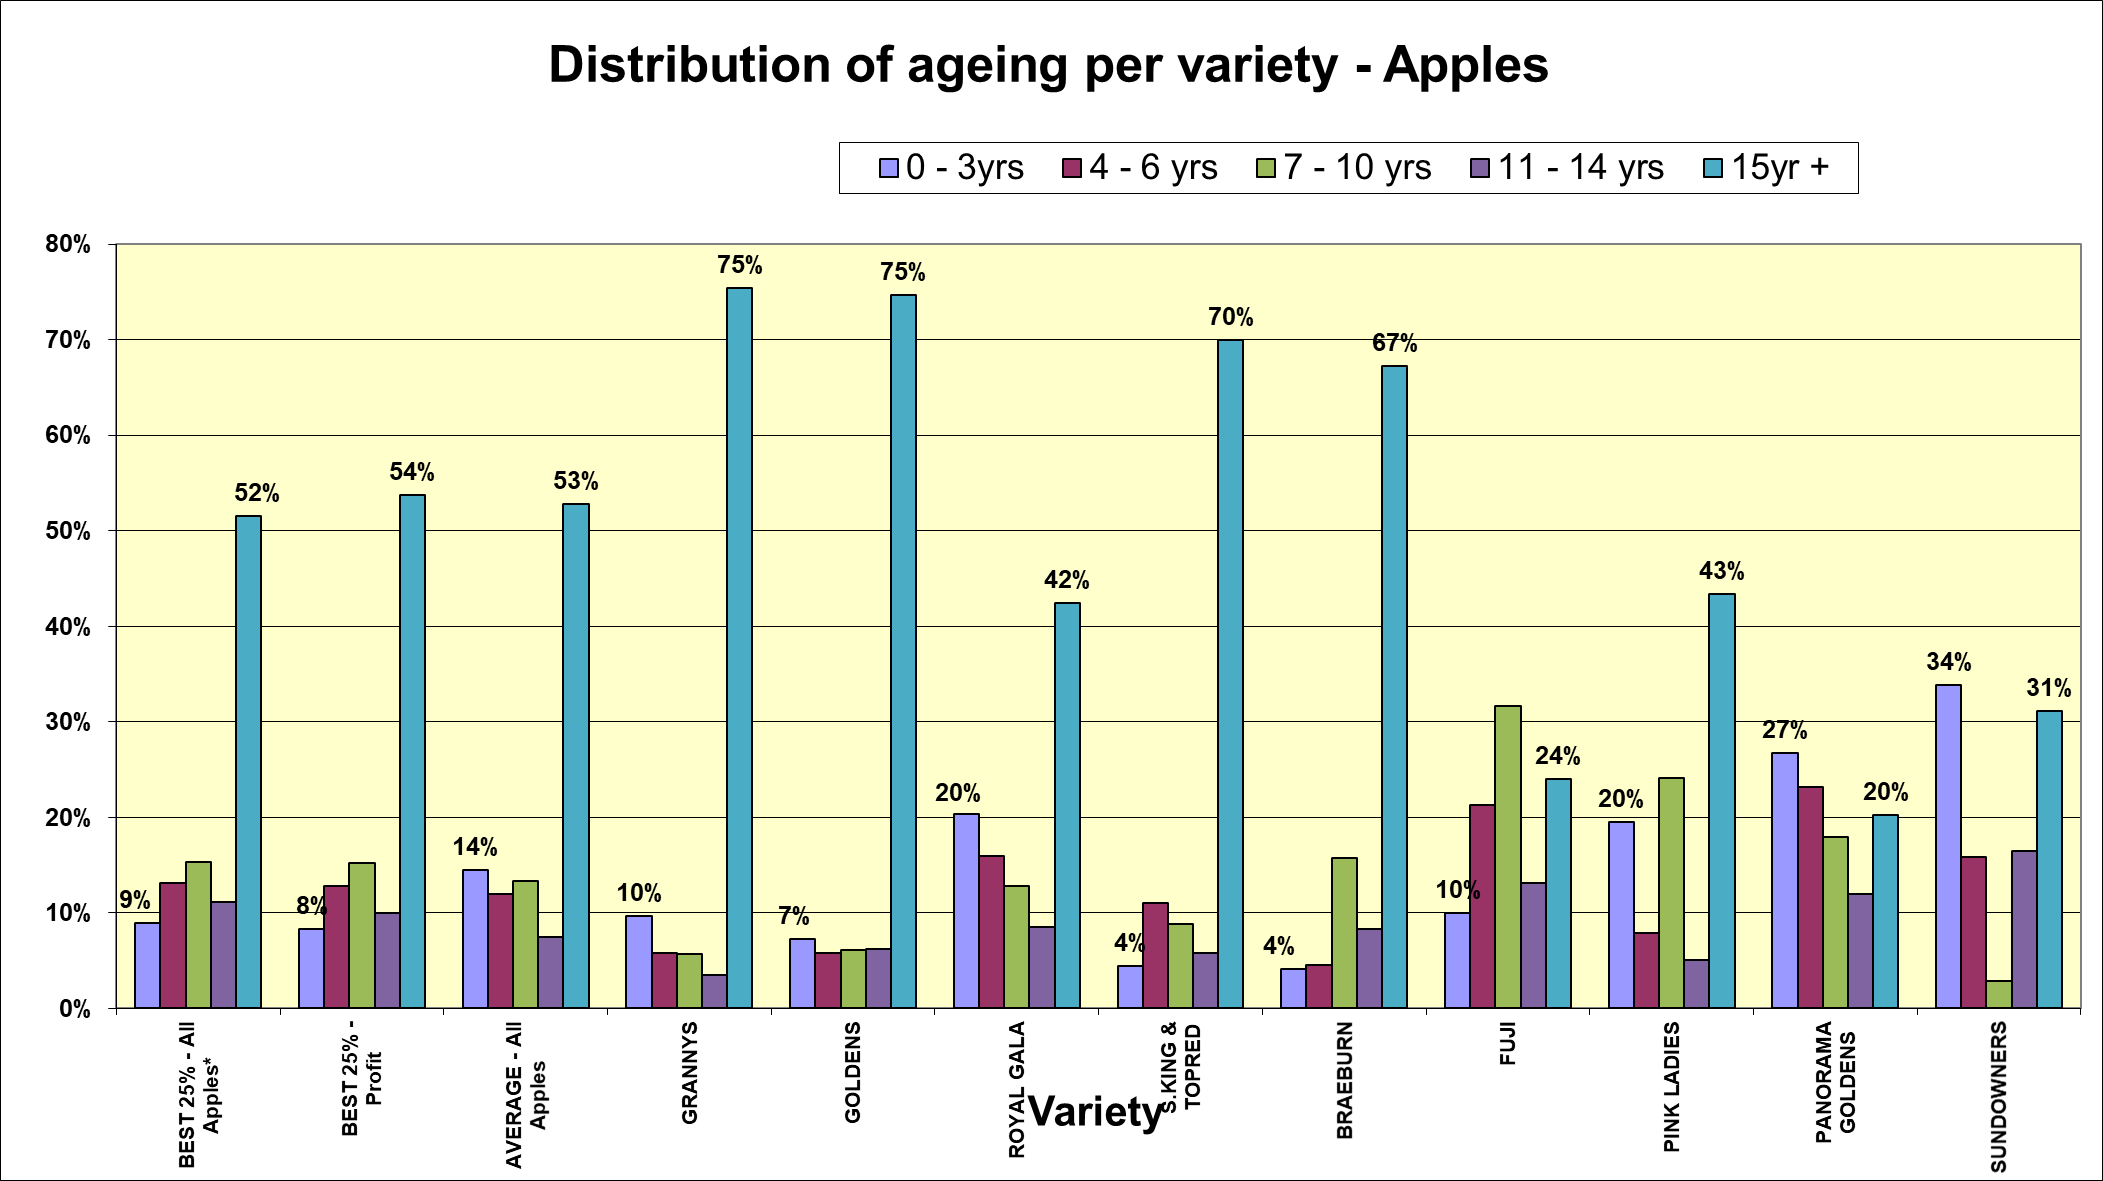 Distribution of ageing per variety - Apples
0 - 3yrs 4 - 6 yrs 7 - 10 yrs 11 - 14 yrs 15yr +
80%
70%
60%
50%
40%
30%
20%
10%
0%
9%
52%
8%
54%
14%
53%
10%
75%
7%
75%
20%
42%
4%
70%
4%
67%
10%
24%
20%
43%
27%
20%
34%
31%
BEST 25% - All
Apples*
BEST 25% -
Profit
AVERAGE - All
Apples
GRANNYS
GOLDENS
ROYAL GALA
S.KING &
TOPRED
BRAEBURN
FUJI
PINK LADIES
PANORAMA
GOLDENS
SUNDOWNERS
Variety